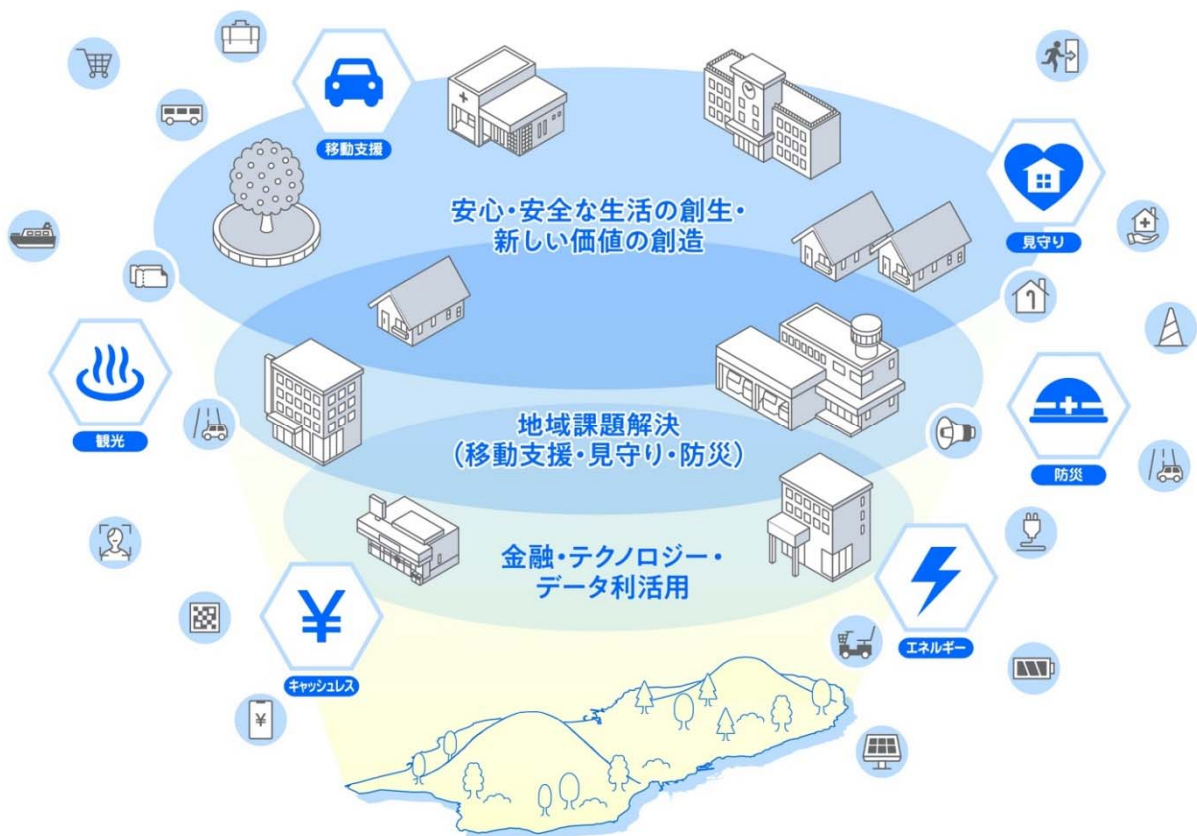 移動支援
安心・安全な生活の創生・
新しい価値の創造
見守り
観光
地域課題解決
(移動支援・見守り・防災)
防災
金融・テクノロジー・
データ利活用
¥
キャッシュレス
エネルギー
¥